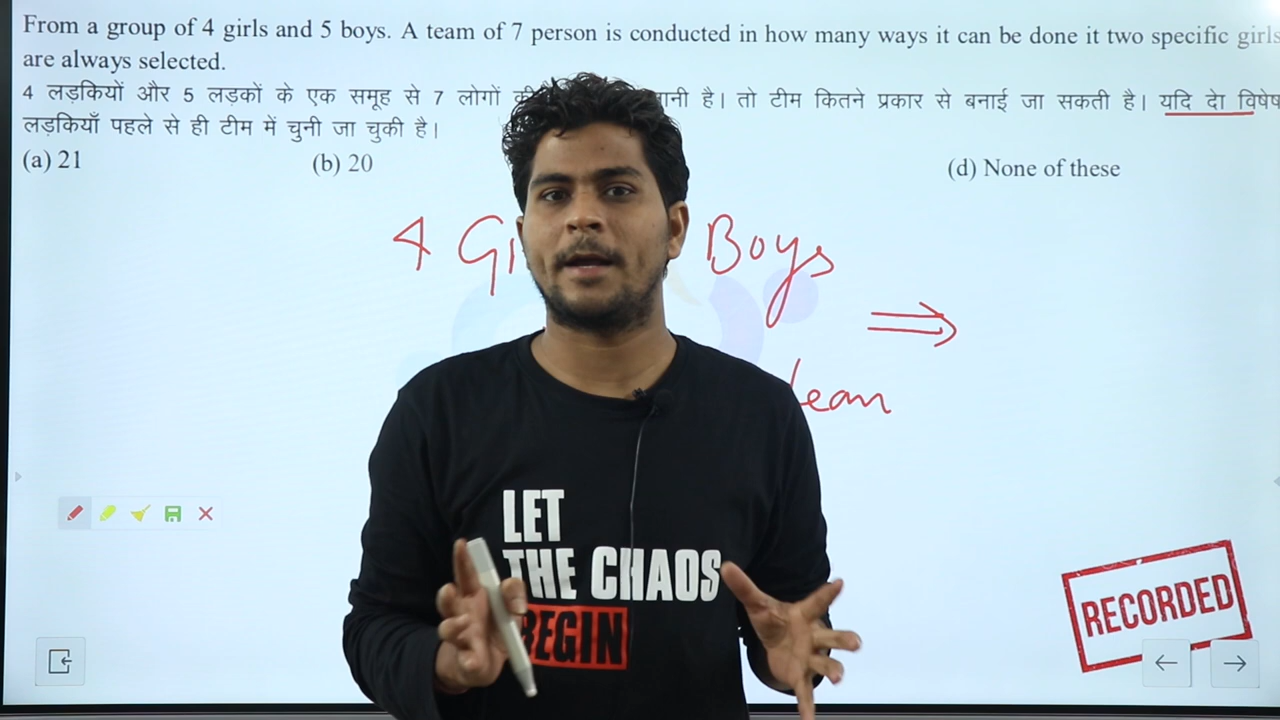 From a group of 4 girls and 5 boys. A team of 7 person is conducted in how many ways it can be done it two specific girls
are always selected.
4 लड़कियों और 5 लड़कों के एक समूह से 7 लोगों है। तो टीम कितने प्रकार से बनाई जा सकती है। यदि दो विषेष
लड़कियाँ पहले से ही टीम में चुनी जा चुकी है।
(a) 21 (b) 20 (d) None of these
4 Boys
LET
THE CHAOS
BEGIN
RECORDED